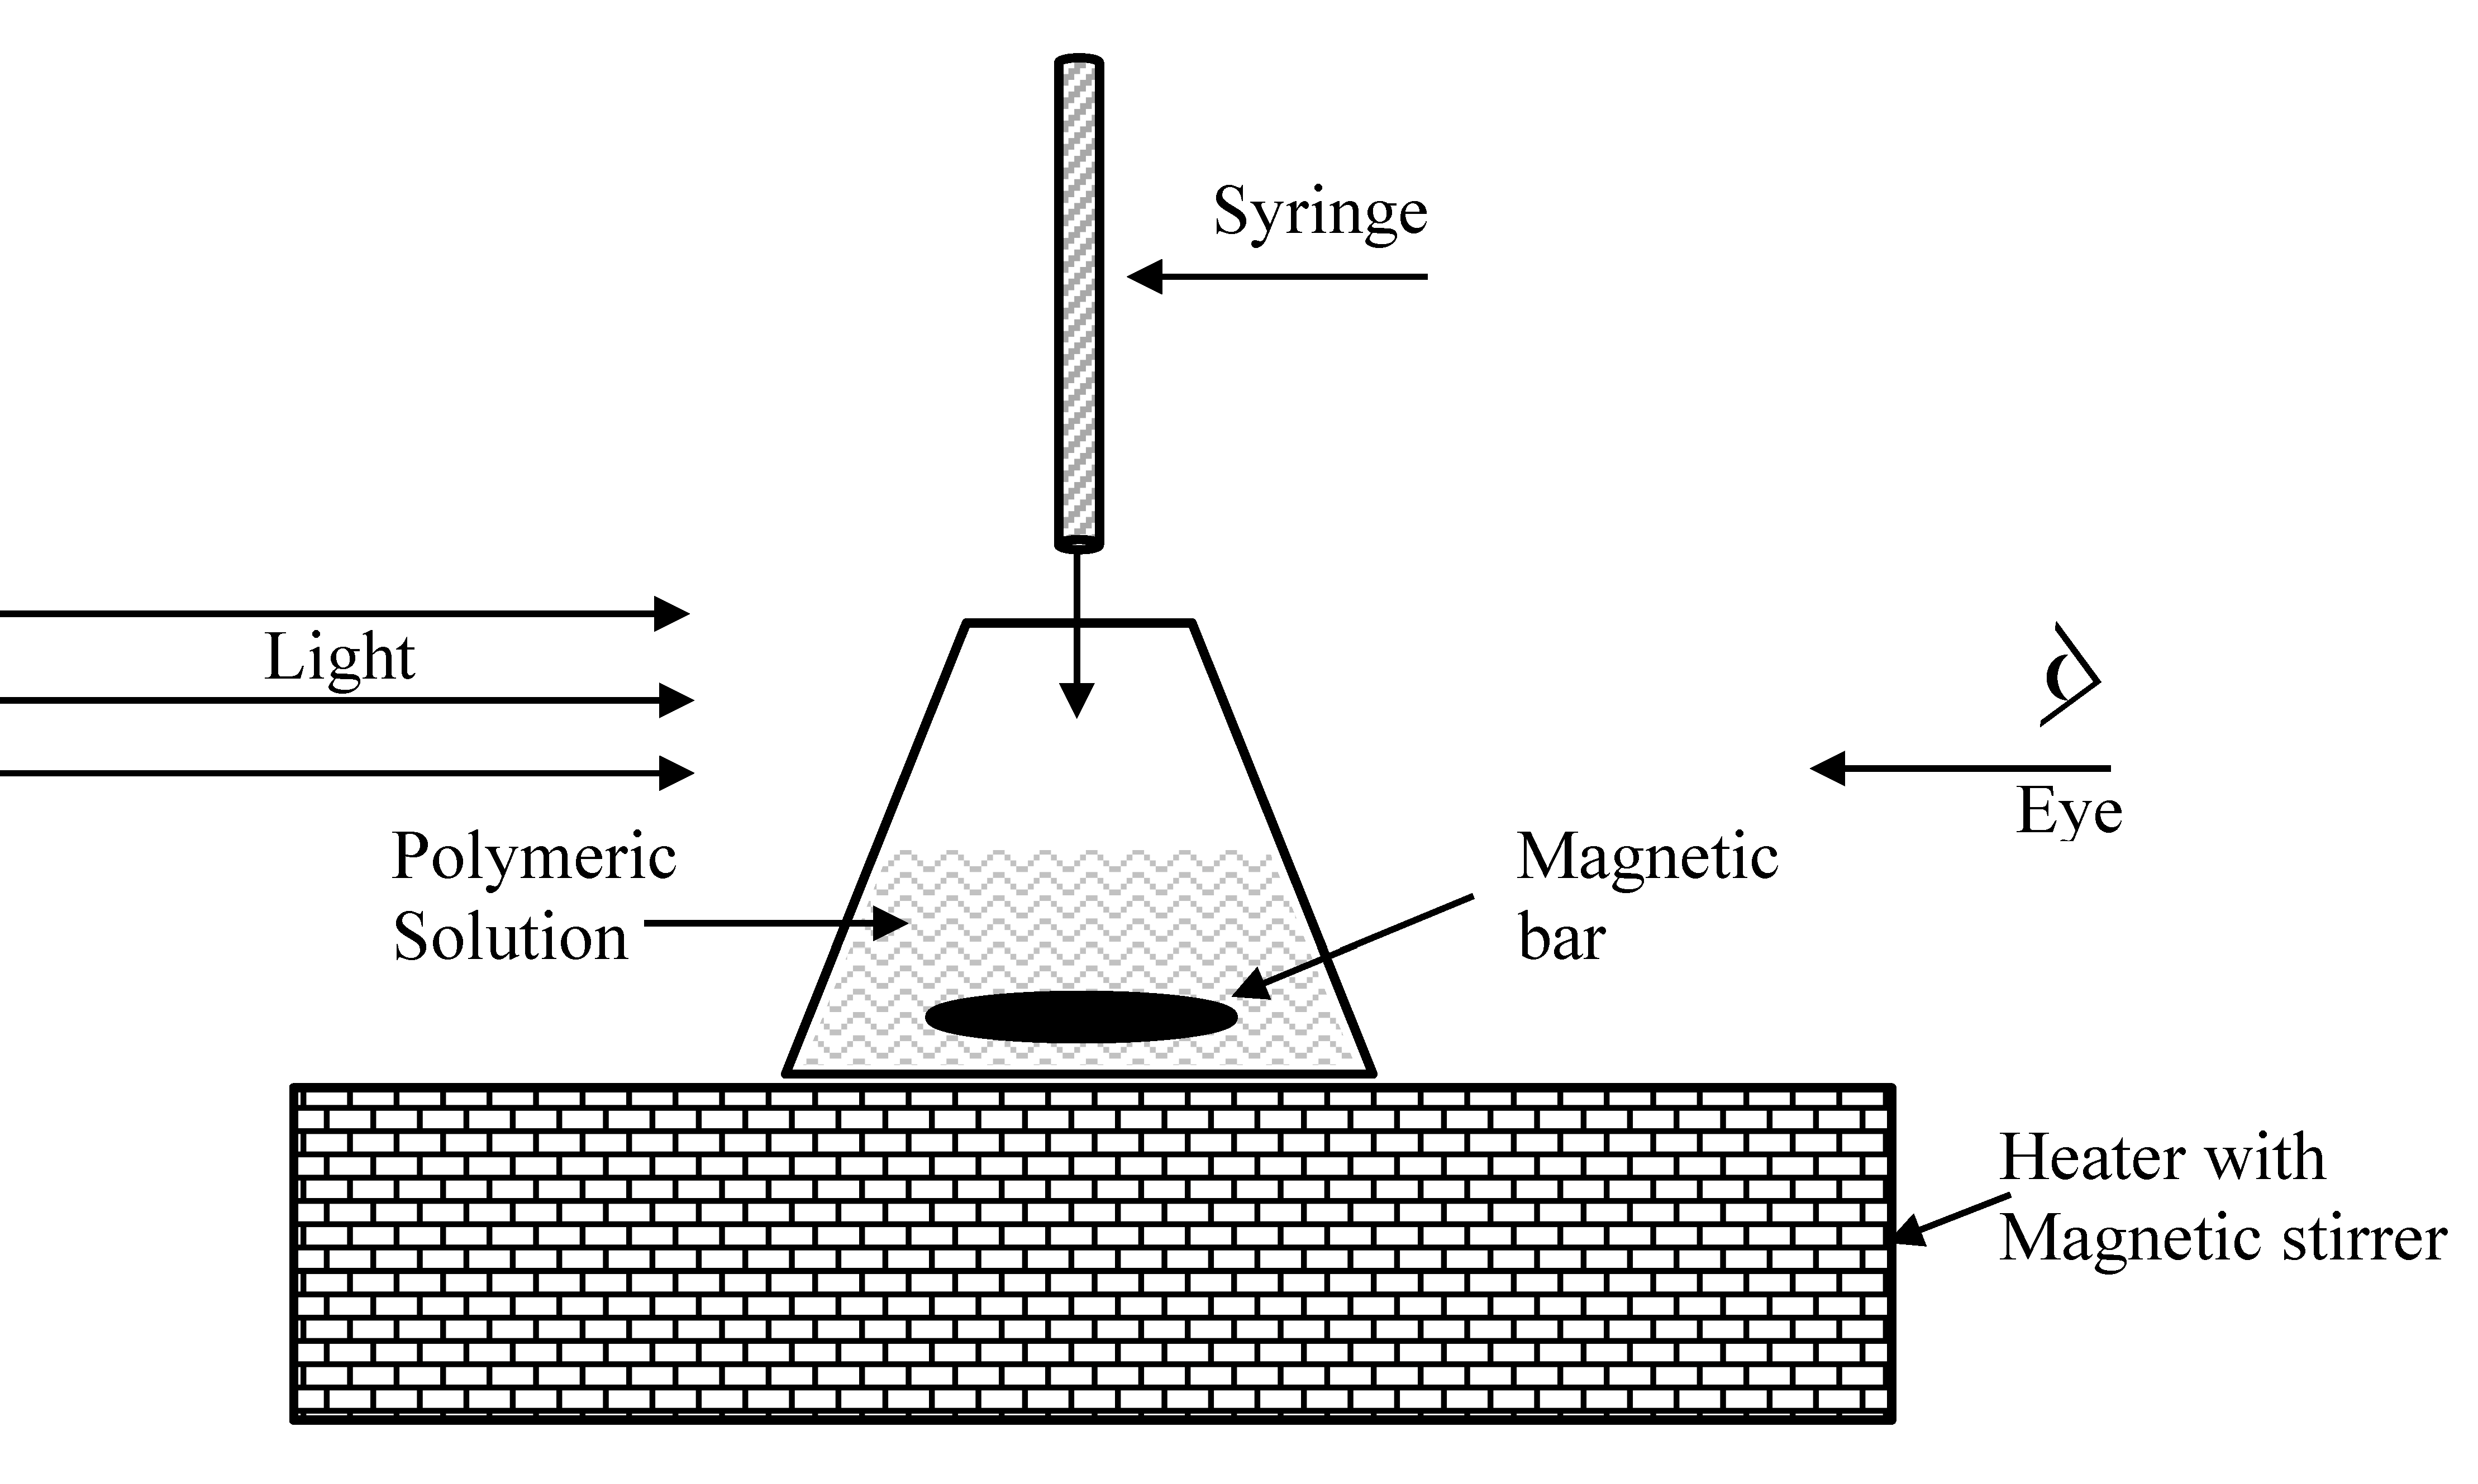 Syringe
Light
Polymeric
Solution
Magnetic
bar
Eye
Heater with
Magnetic stirrer